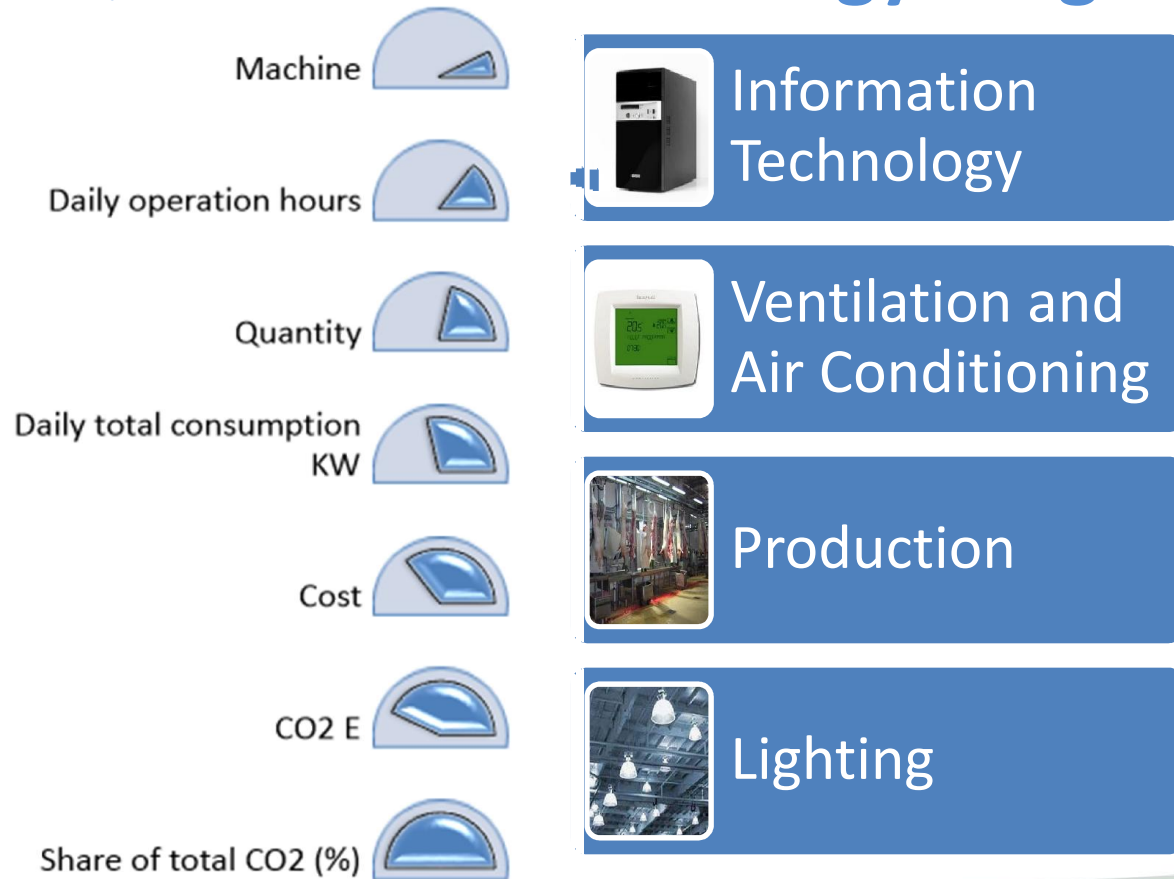 Machine
Daily operation hours
Quantity
Daily total consumption
KW
Cost
CO2 E
Share of total CO2 (%)
Information
Technology
Ventilation and
Air Conditioning
Production
Lighting